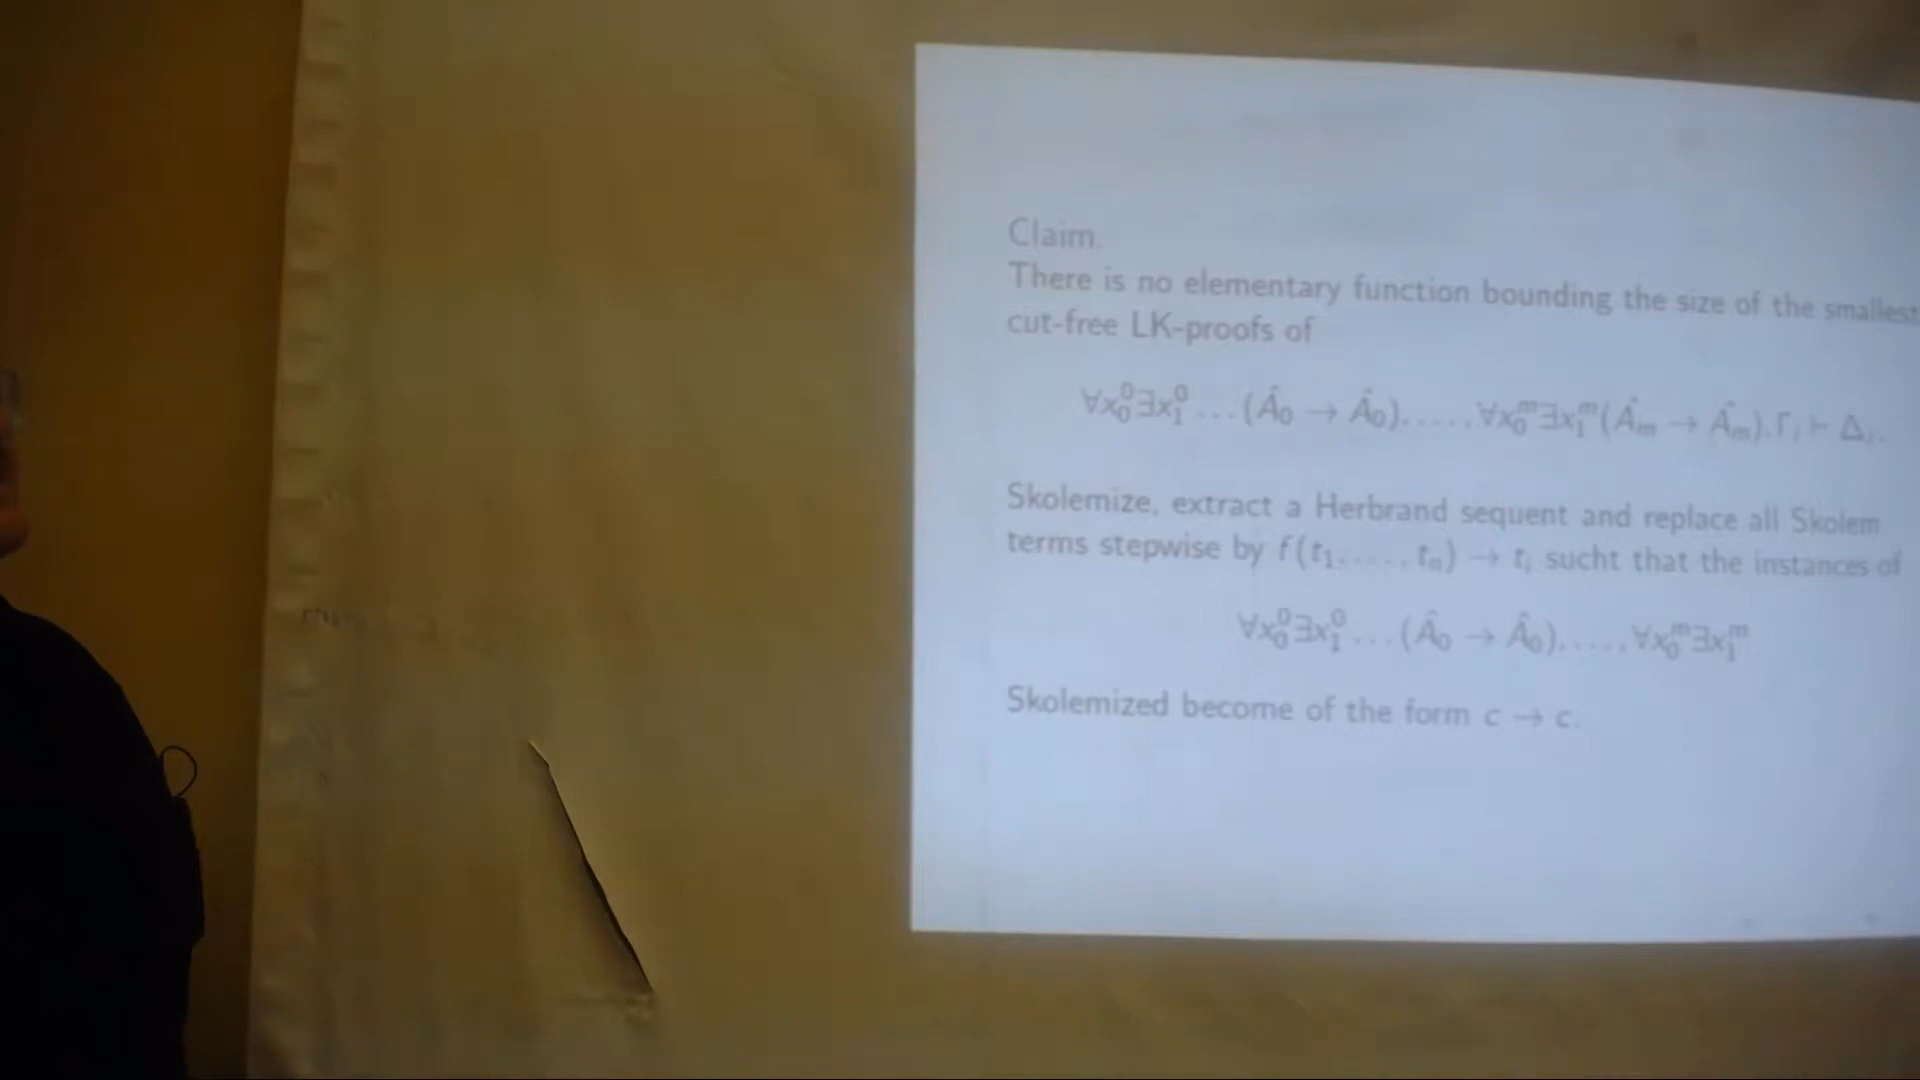 Claim.
There is no elementary function bounding the size of the smallest
cut-free LK-proofs of
∀x₀⁰∃x₁⁰...(Â₀ → Â₀),...,∀x₀ᵐ∃x₁ᵐ(Âₘ → Âₘ),Γᵢ ⊢ Δᵢ.
Skolemize, extract a Herbrand sequent and replace all Skolem
terms stepwise by f(t₁,...,tₙ) → tᵢ sucht that the instances of
∀x₀⁰∃x₁⁰...(Â₀ → Â₀),...,∀x₀ᵐ∃x₁ᵐ
Skolemized become of the form c → c.